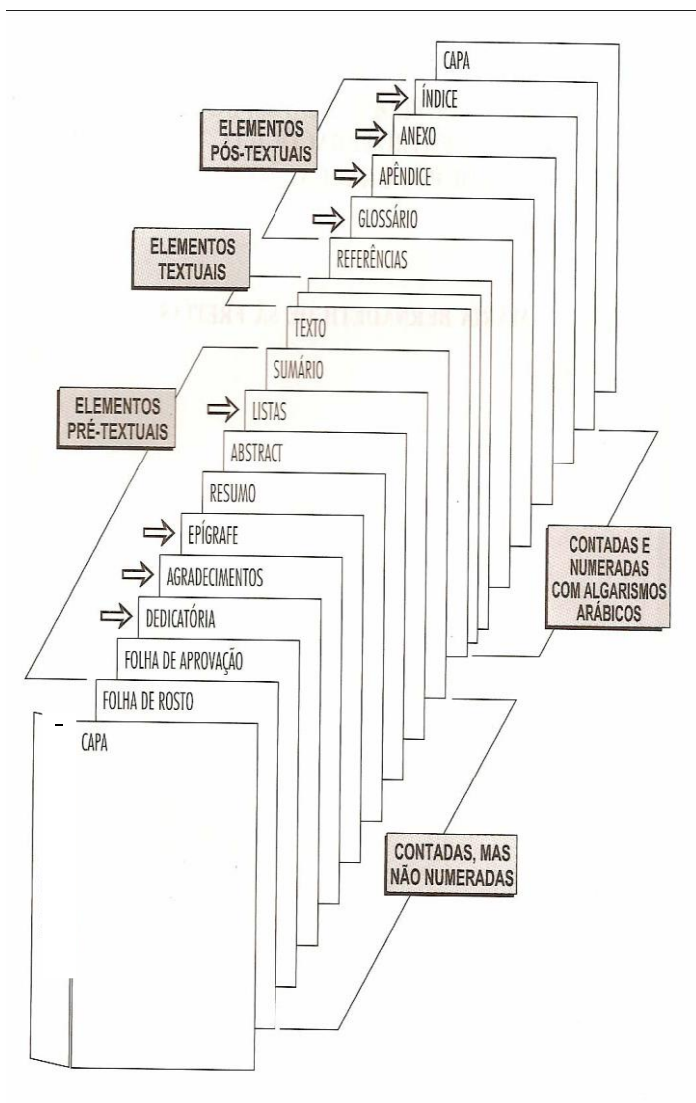 CAPA
ÍNDICE
ANEXO
APÊNDICE
GLOSSÁRIO
REFERÊNCIAS
TEXTO
SUMÁRIO
LISTAS
ABSTRACT
RESUMO
EPÍGRAFE
AGRADECIMENTOS
DEDICATÓRIA
FOLHA DE APROVAÇÃO
FOLHA DE ROSTO
CAPA
ELEMENTOS
PÓS-TEXTUAIS
ELEMENTOS
TEXTUAIS
ELEMENTOS
PRÉ-TEXTUAIS
CONTADAS E
NUMERADAS
COM ALGARISMOS
ARÁBICOS
CONTADAS, MAS
NÃO NUMERADAS